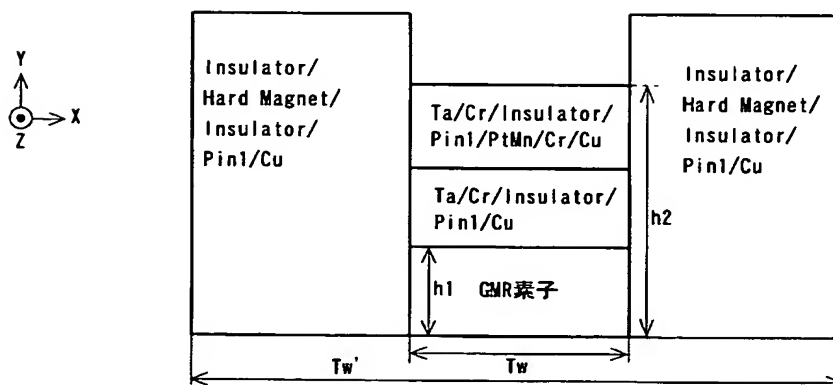 Y
X
Z
Insulator/
Hard Magnet/
Insulator/
Pin1/Cu
Ta/Cr/Insulator/
Pin1/PtMn/Cr/Cu
Ta/Cr/Insulator/
Pin1/Cu
h1 GMR素子
Insulator/
Hard Magnet/
Insulator/
Pin1/Cu
h2
Tw'
Tw